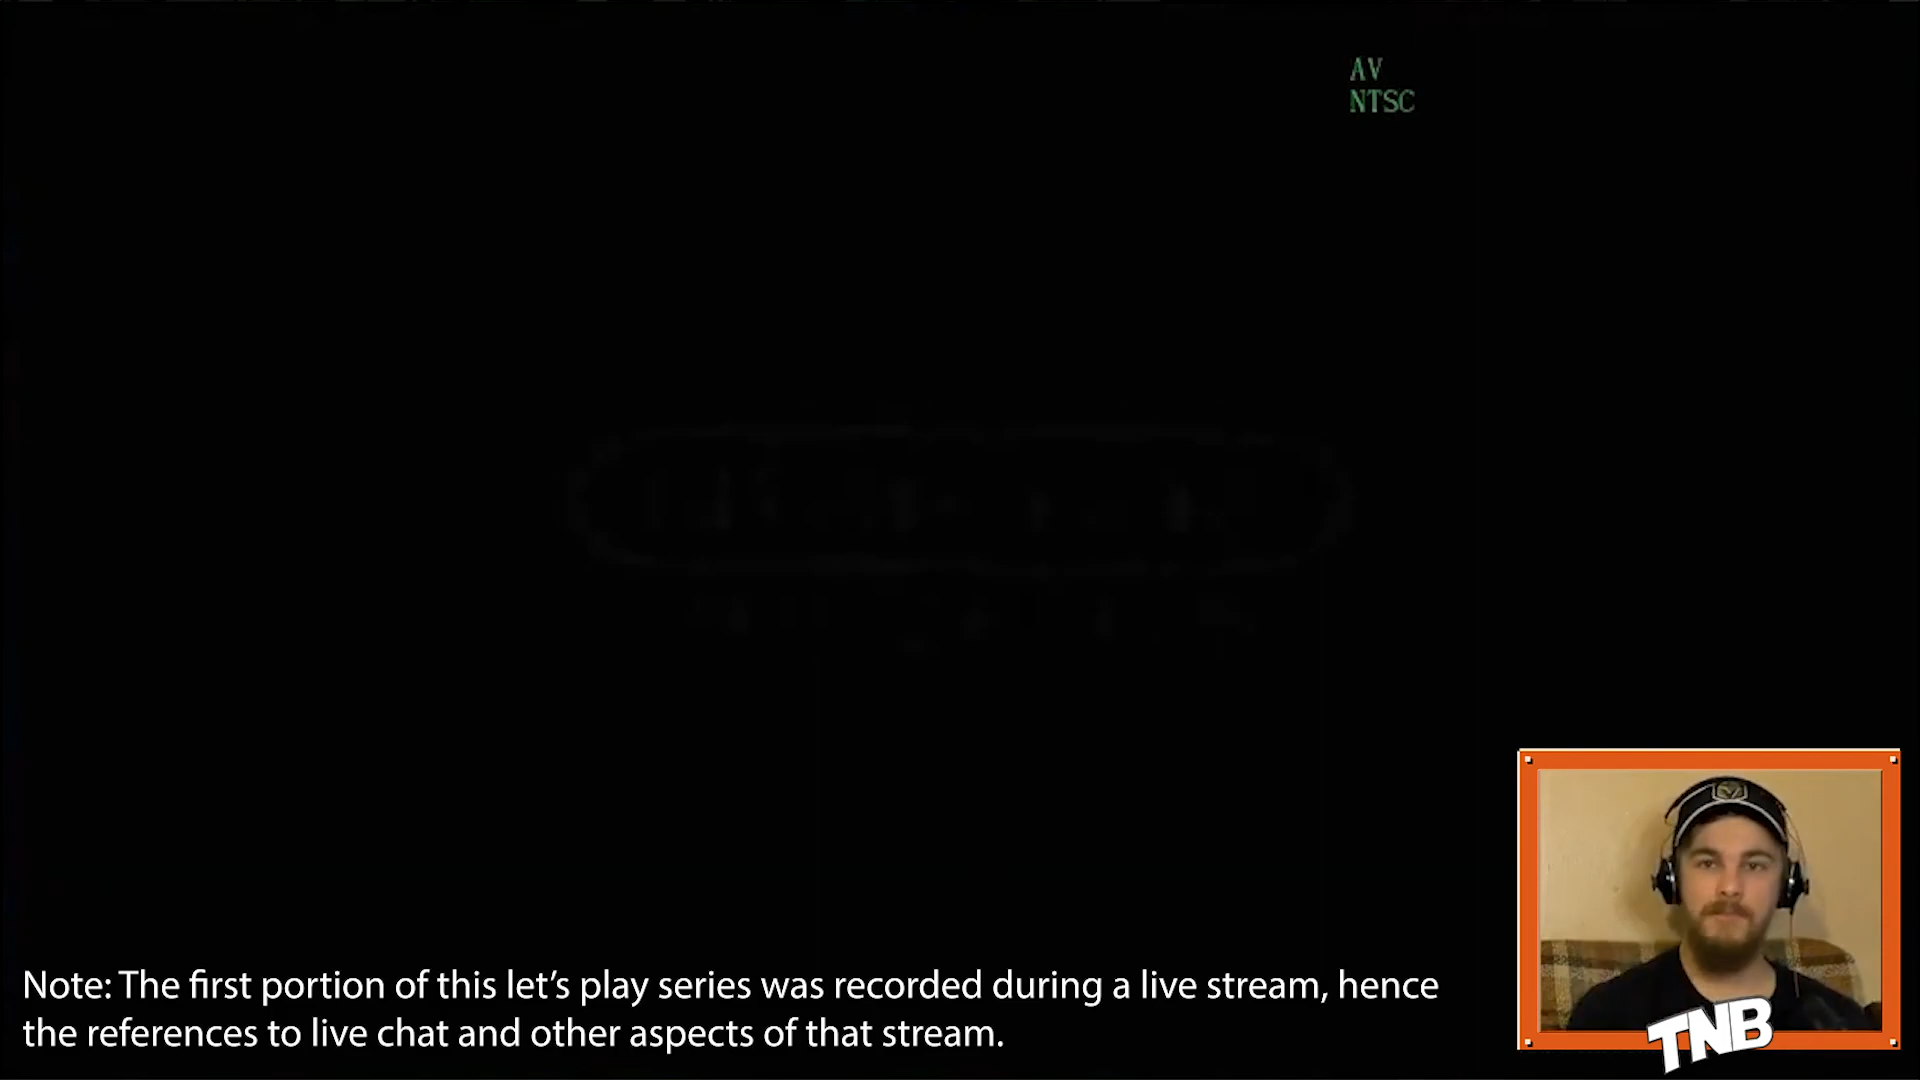 AV
NTSC
Note: The first portion of this let’s play series was recorded during a live stream, hence
the references to live chat and other aspects of that stream.
TNB